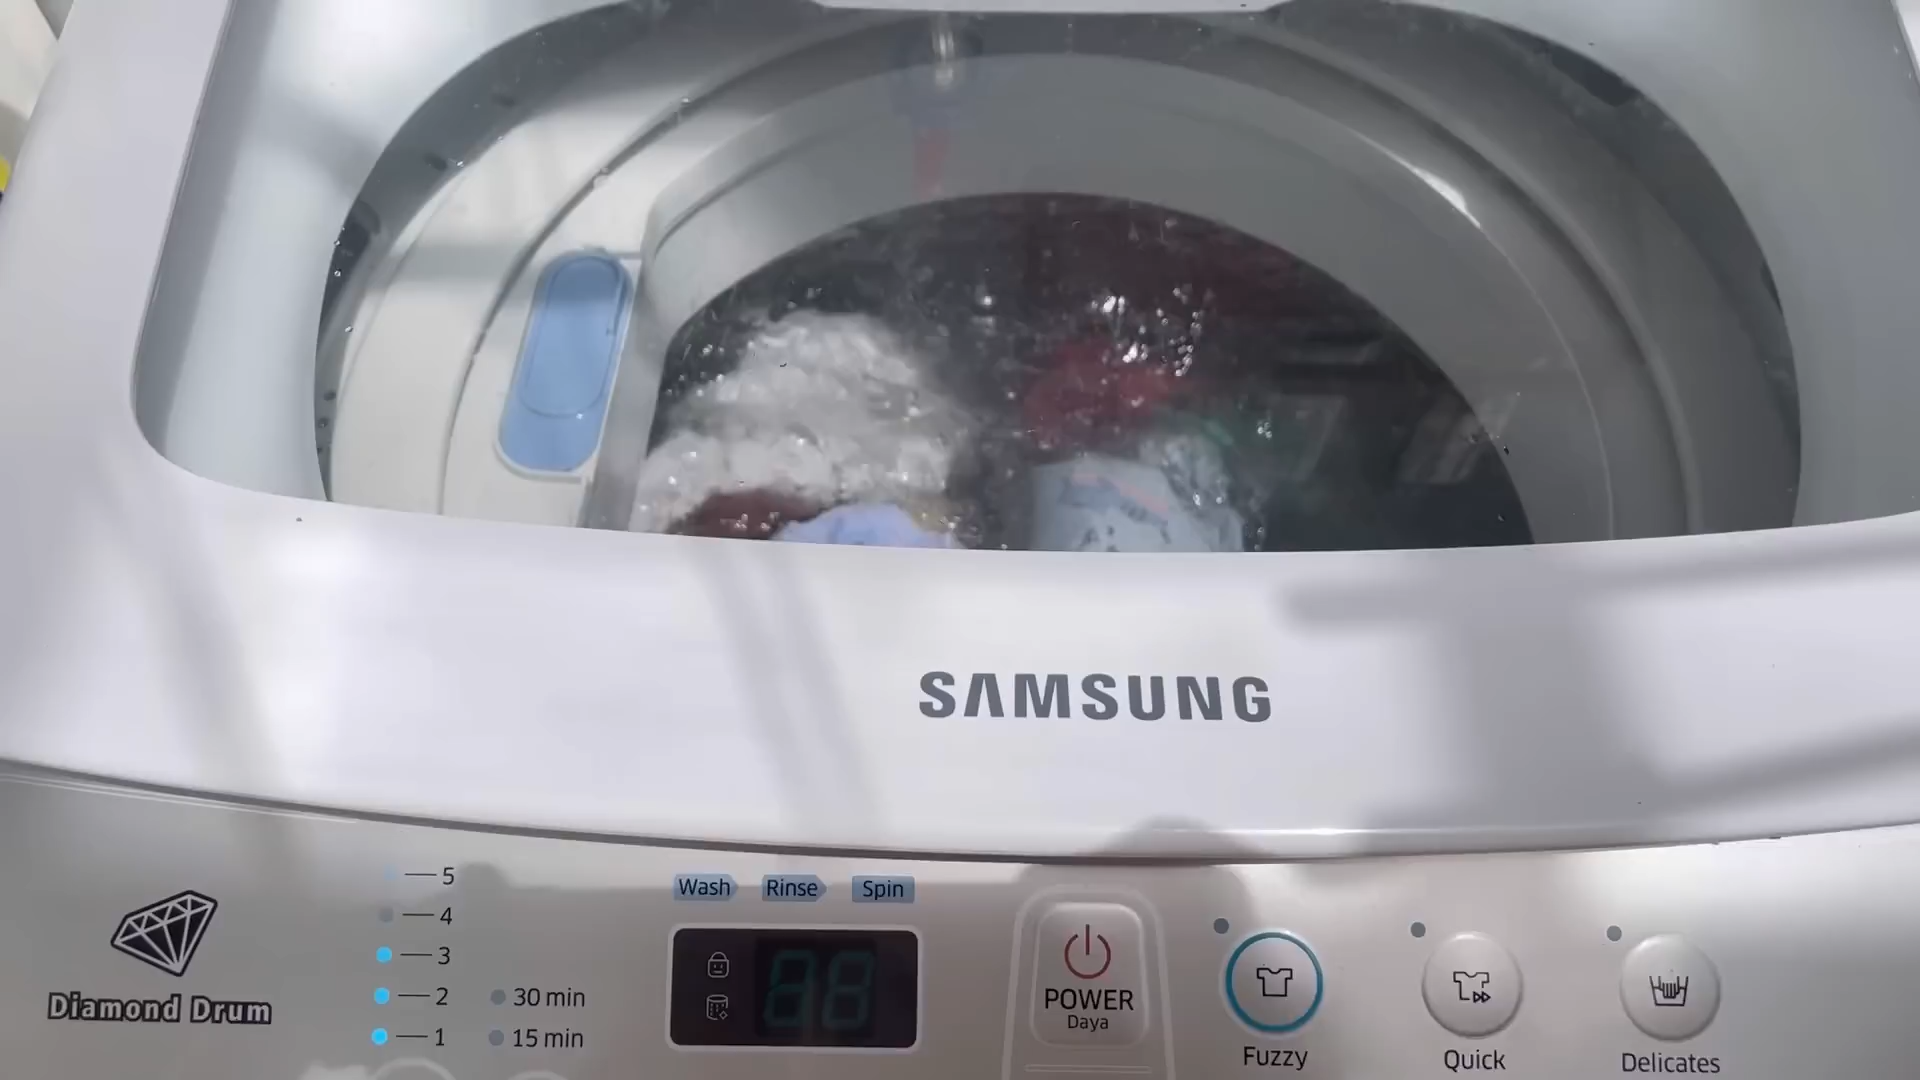 SAMSUNG
Diamond Drum
5
4
3
2
1
30 min
15 min
Wash
Rinse
Spin
POWER
Daya
Fuzzy
Quick
Delicates